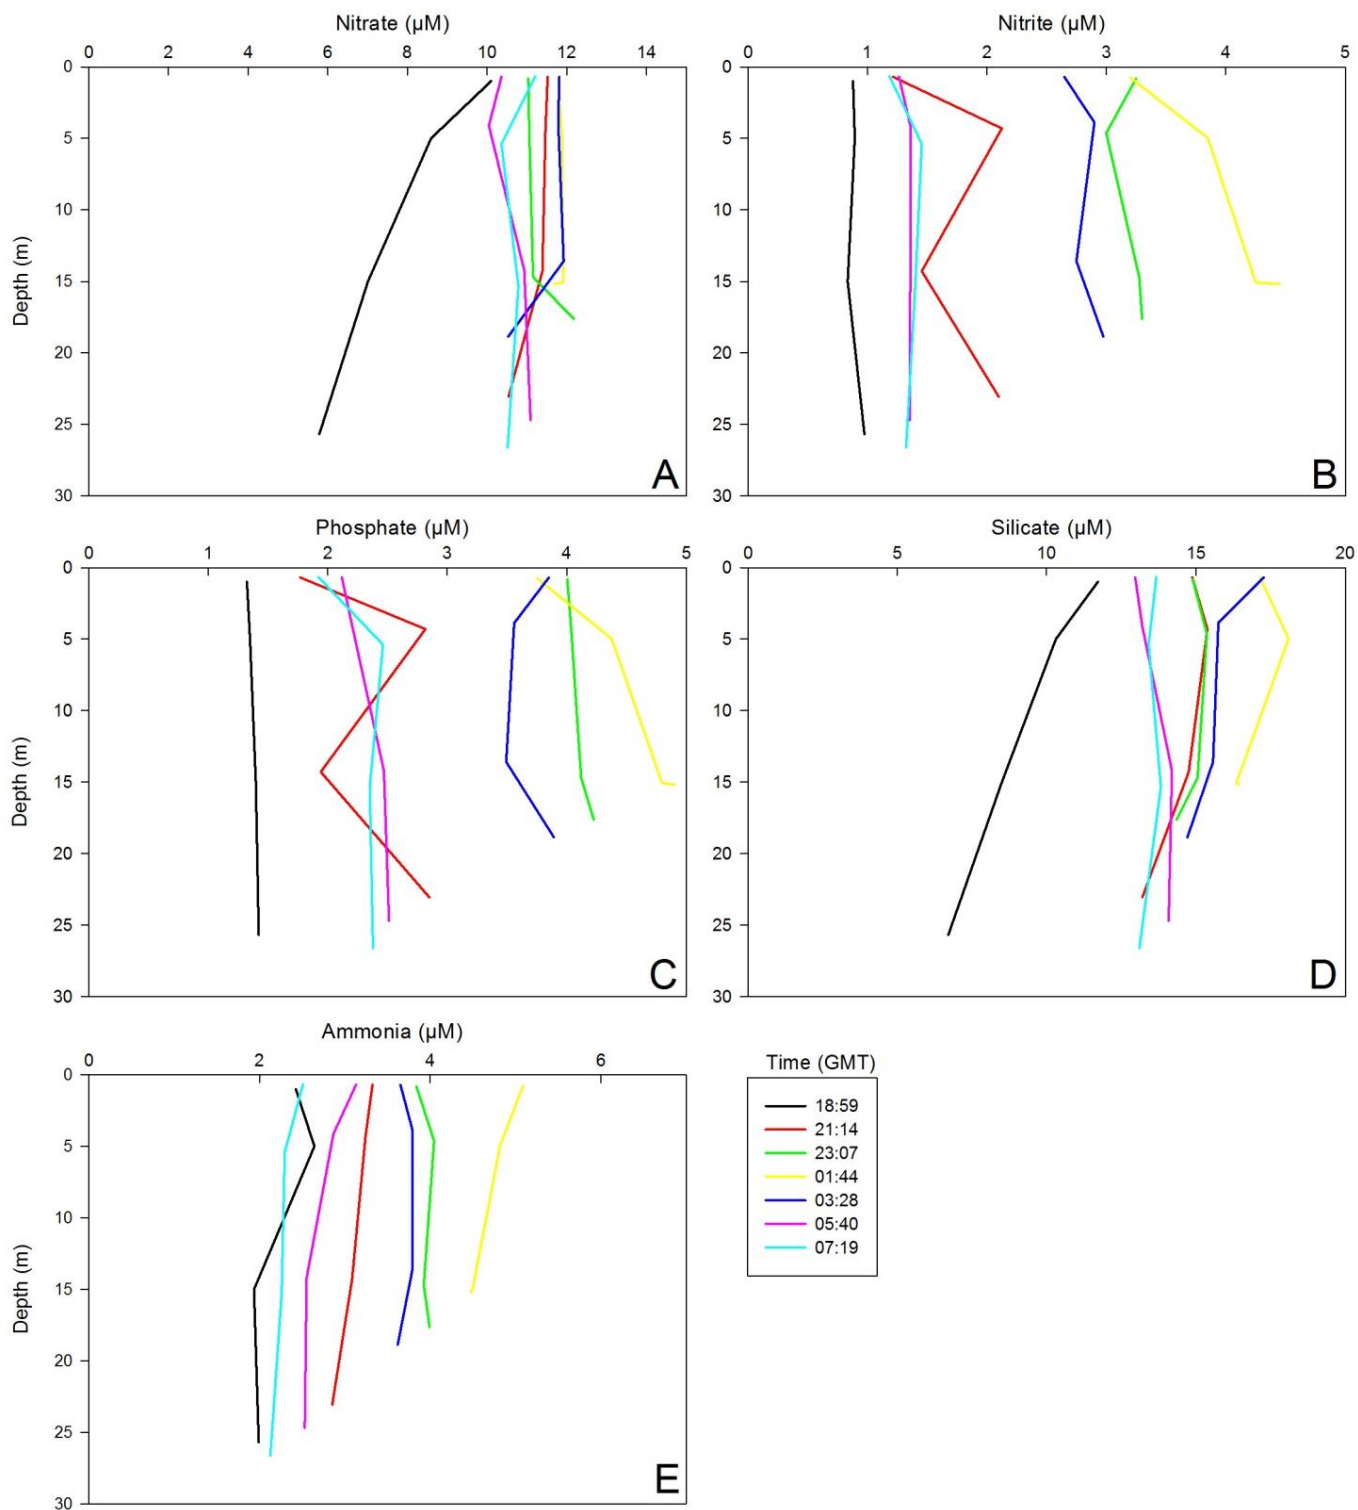 Nitrate (µM)
0 2 4 6 8 10 12 14
0
5
10
15
20
25
30
Depth (m)
A
Nitrite (µM)
0 1 2 3 4 5
0
5
10
15
20
25
30
B
Phosphate (µM)
0 1 2 3 4 5
0
5
10
15
20
25
30
Depth (m)
C
Silicate (µM)
0 5 10 15 20
0
5
10
15
20
25
30
D
Ammonia (µM)
0 2 4 6
0
5
10
15
20
25
30
Depth (m)
E
Time (GMT)
18:59
21:14
23:07
01:44
03:28
05:40
07:19